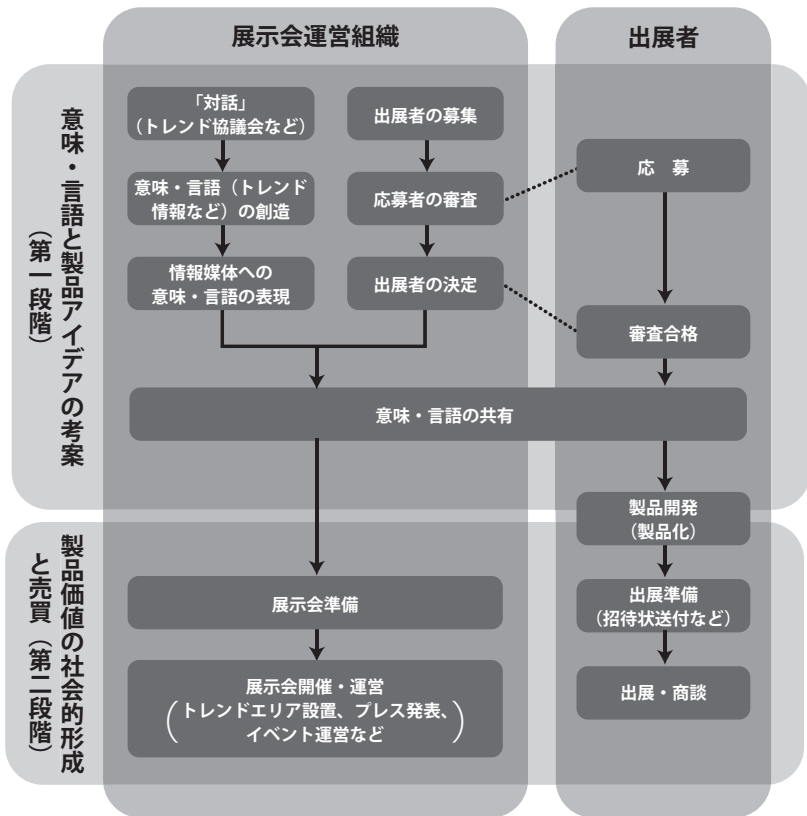 展示会運営組織
出展者
意味・言語と製品アイデアの考案
（第一段階）
「対話」
（トレンド協議会など）
意味・言語（トレンド
情報など）の創造
情報媒体への
意味・言語の表現
出展者の募集
応募者の審査
出展者の決定
応　募
審査合格
意味・言語の共有
製品価値の社会的形成
と売買（第二段階）
展示会準備
展示会開催・運営
（トレンドエリア設置、プレス発表、
イベント運営など）
製品開発
（製品化）
出展準備
（招待状送付など）
出展・商談